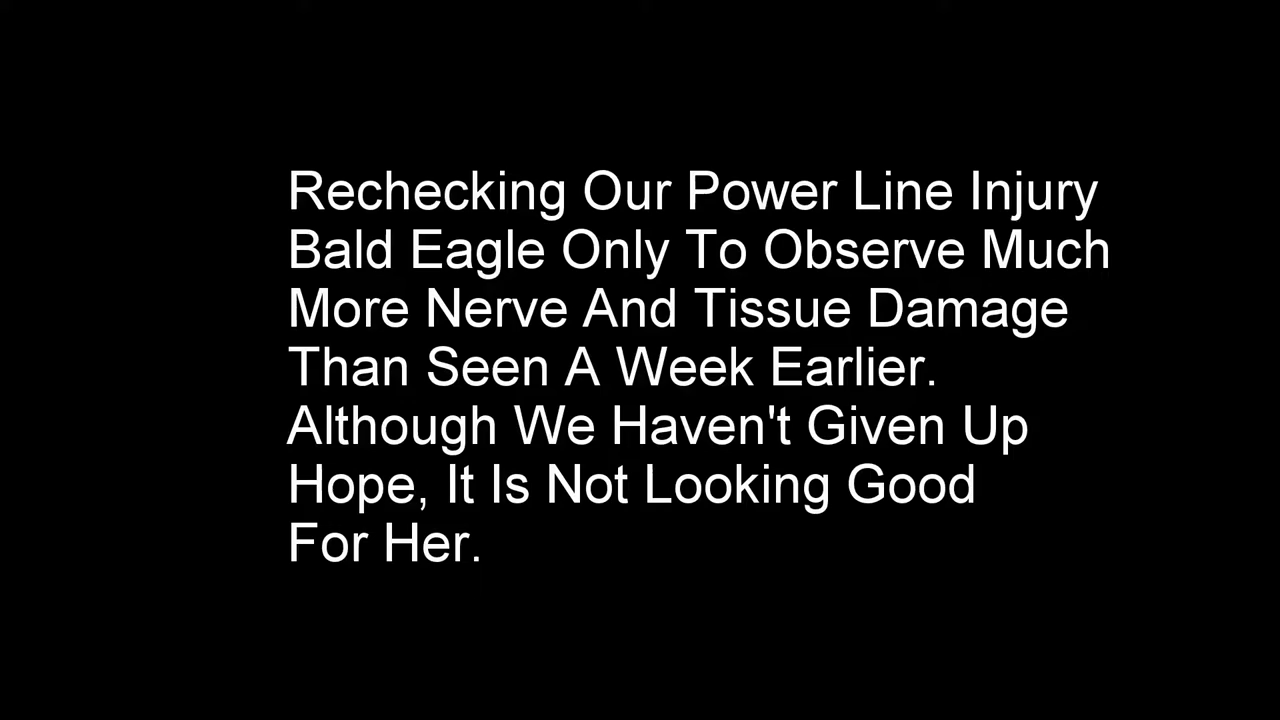 Rechecking Our Power Line Injury
Bald Eagle Only To Observe Much
More Nerve And Tissue Damage
Than Seen A Week Earlier.
Although We Haven't Given Up
Hope, It Is Not Looking Good
For Her.